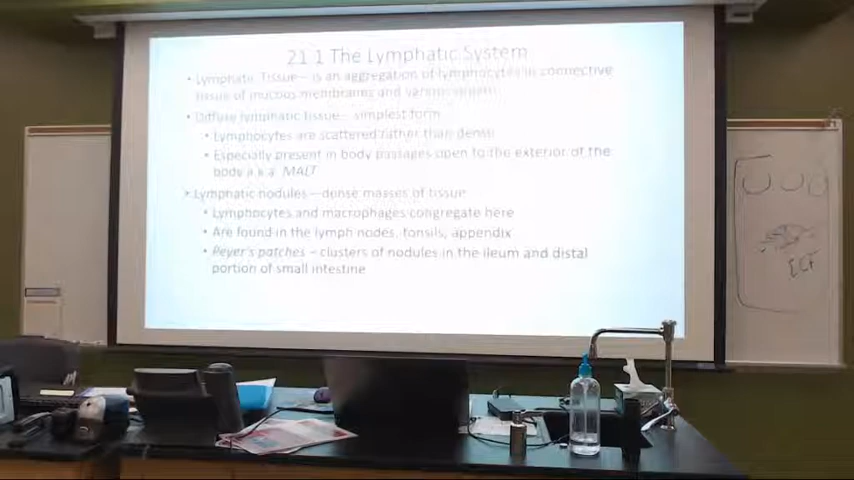 21 1 The Lymphatic System
• Lymphatic Tissue – is an aggregation of lymphocytes in connective
tissue of mucous membranes and various organs
• Diffuse lymphatic tissue – simplest form
• Lymphocytes are scattered rather than dense
• Especially present in body passages open to the exterior of the
body a.k.a. MALT
• Lymphatic nodules – dense masses of tissue
• Lymphocytes and macrophages congregate here
• Are found in the lymph nodes, tonsils, appendix
• Peyer's patches – clusters of nodules in the ileum and distal
portion of small intestine
ECF